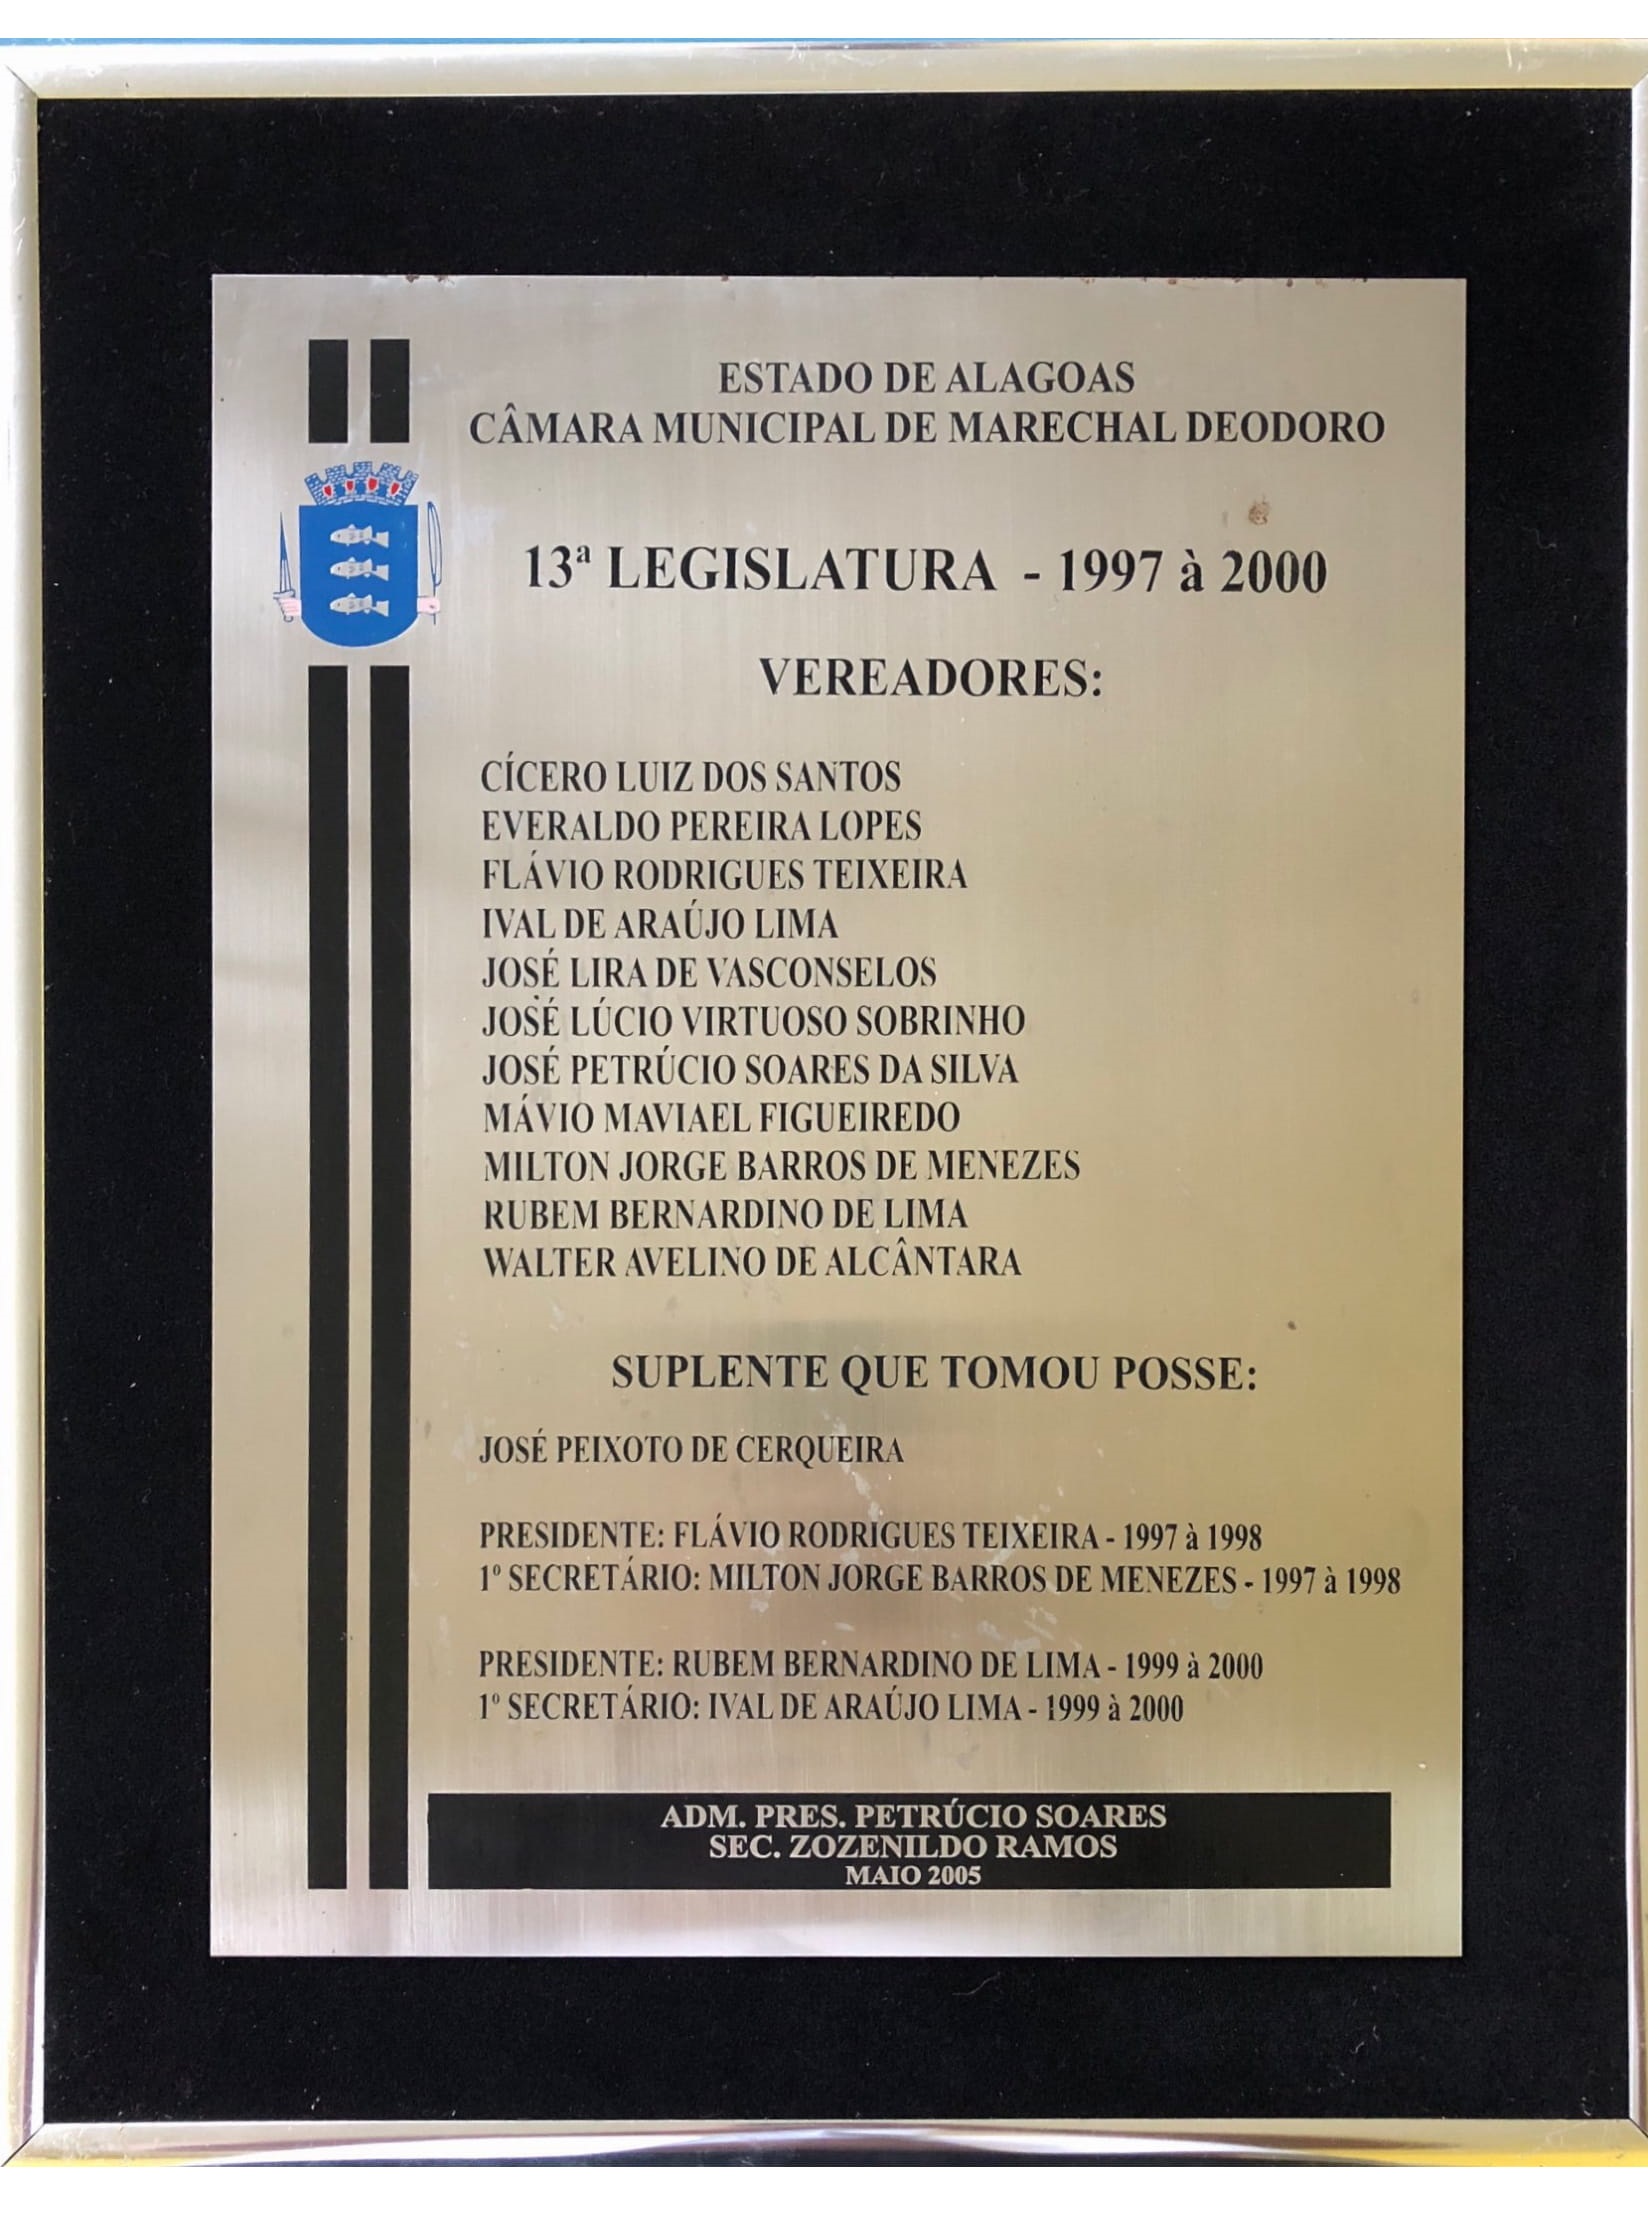 ESTADO DE ALAGOAS
CÂMARA MUNICIPAL DE MARECHAL DEODORO
13ª LEGISLATURA - 1997 à 2000
VEREADORES:
CÍCERO LUIZ DOS SANTOS
EVERALDO PEREIRA LOPES
FLÁVIO RODRIGUES TEIXEIRA
IVAL DE ARAÚJO LIMA
JOSÉ LIRA DE VASCONSELOS
JOSÉ LÚCIO VIRTUOSO SOBRINHO
JOSÉ PETRÚCIO SOARES DA SILVA
MÁVIO MAVIAEL FIGUEIREDO
MILTON JORGE BARROS DE MENEZES
RUBEM BERNARDINO DE LIMA
WALTER AVELINO DE ALCÂNTARA
SUPLENTE QUE TOMOU POSSE:
JOSÉ PEIXOTO DE CERQUEIRA
PRESIDENTE: FLÁVIO RODRIGUES TEIXEIRA - 1997 à 1998
1º SECRETÁRIO: MILTON JORGE BARROS DE MENEZES - 1997 à 1998
PRESIDENTE: RUBEM BERNARDINO DE LIMA - 1999 à 2000
1º SECRETÁRIO: IVAL DE ARAÚJO LIMA - 1999 à 2000
ADM. PRES. PETRÚCIO SOARES
SEC. ZOZENILDO RAMOS
MAIO 2005